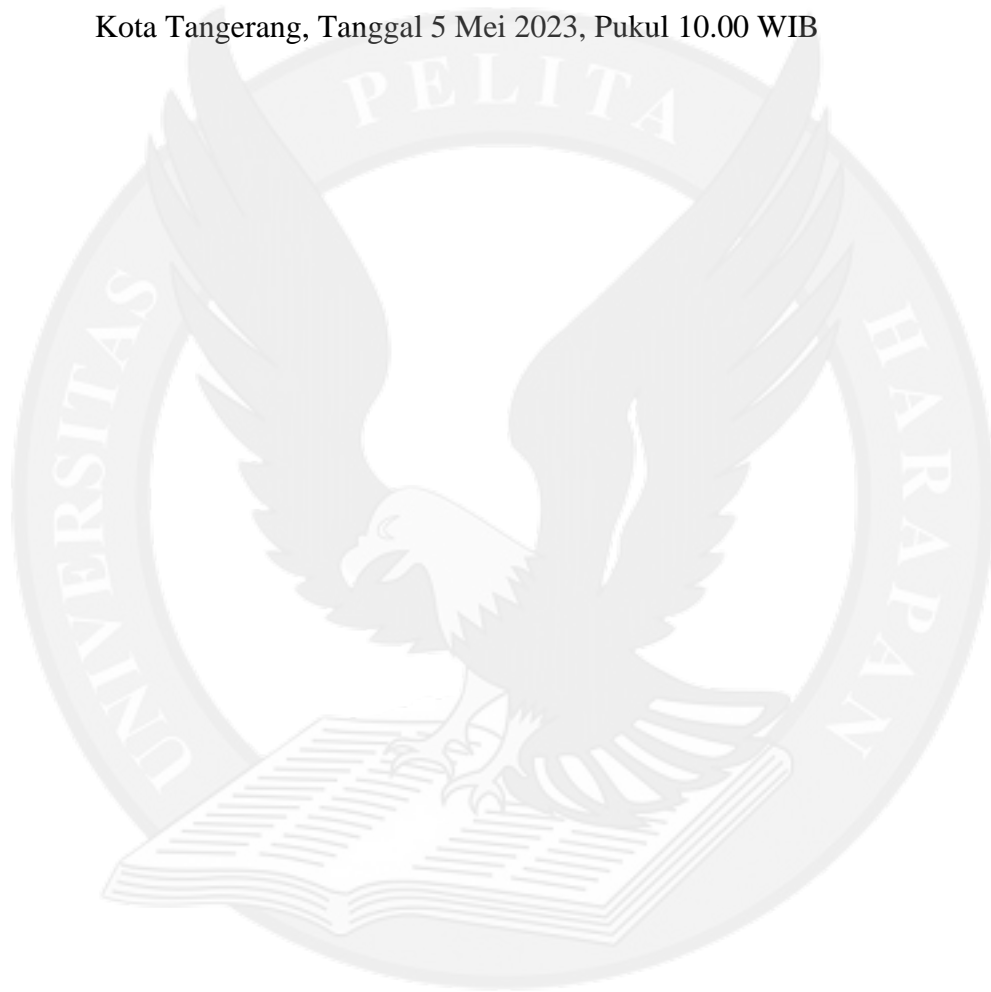 Kota Tangerang, Tanggal 5 Mei 2023, Pukul 10.00 WIB
PELITA
UNIVERSITAS
HARAPAN